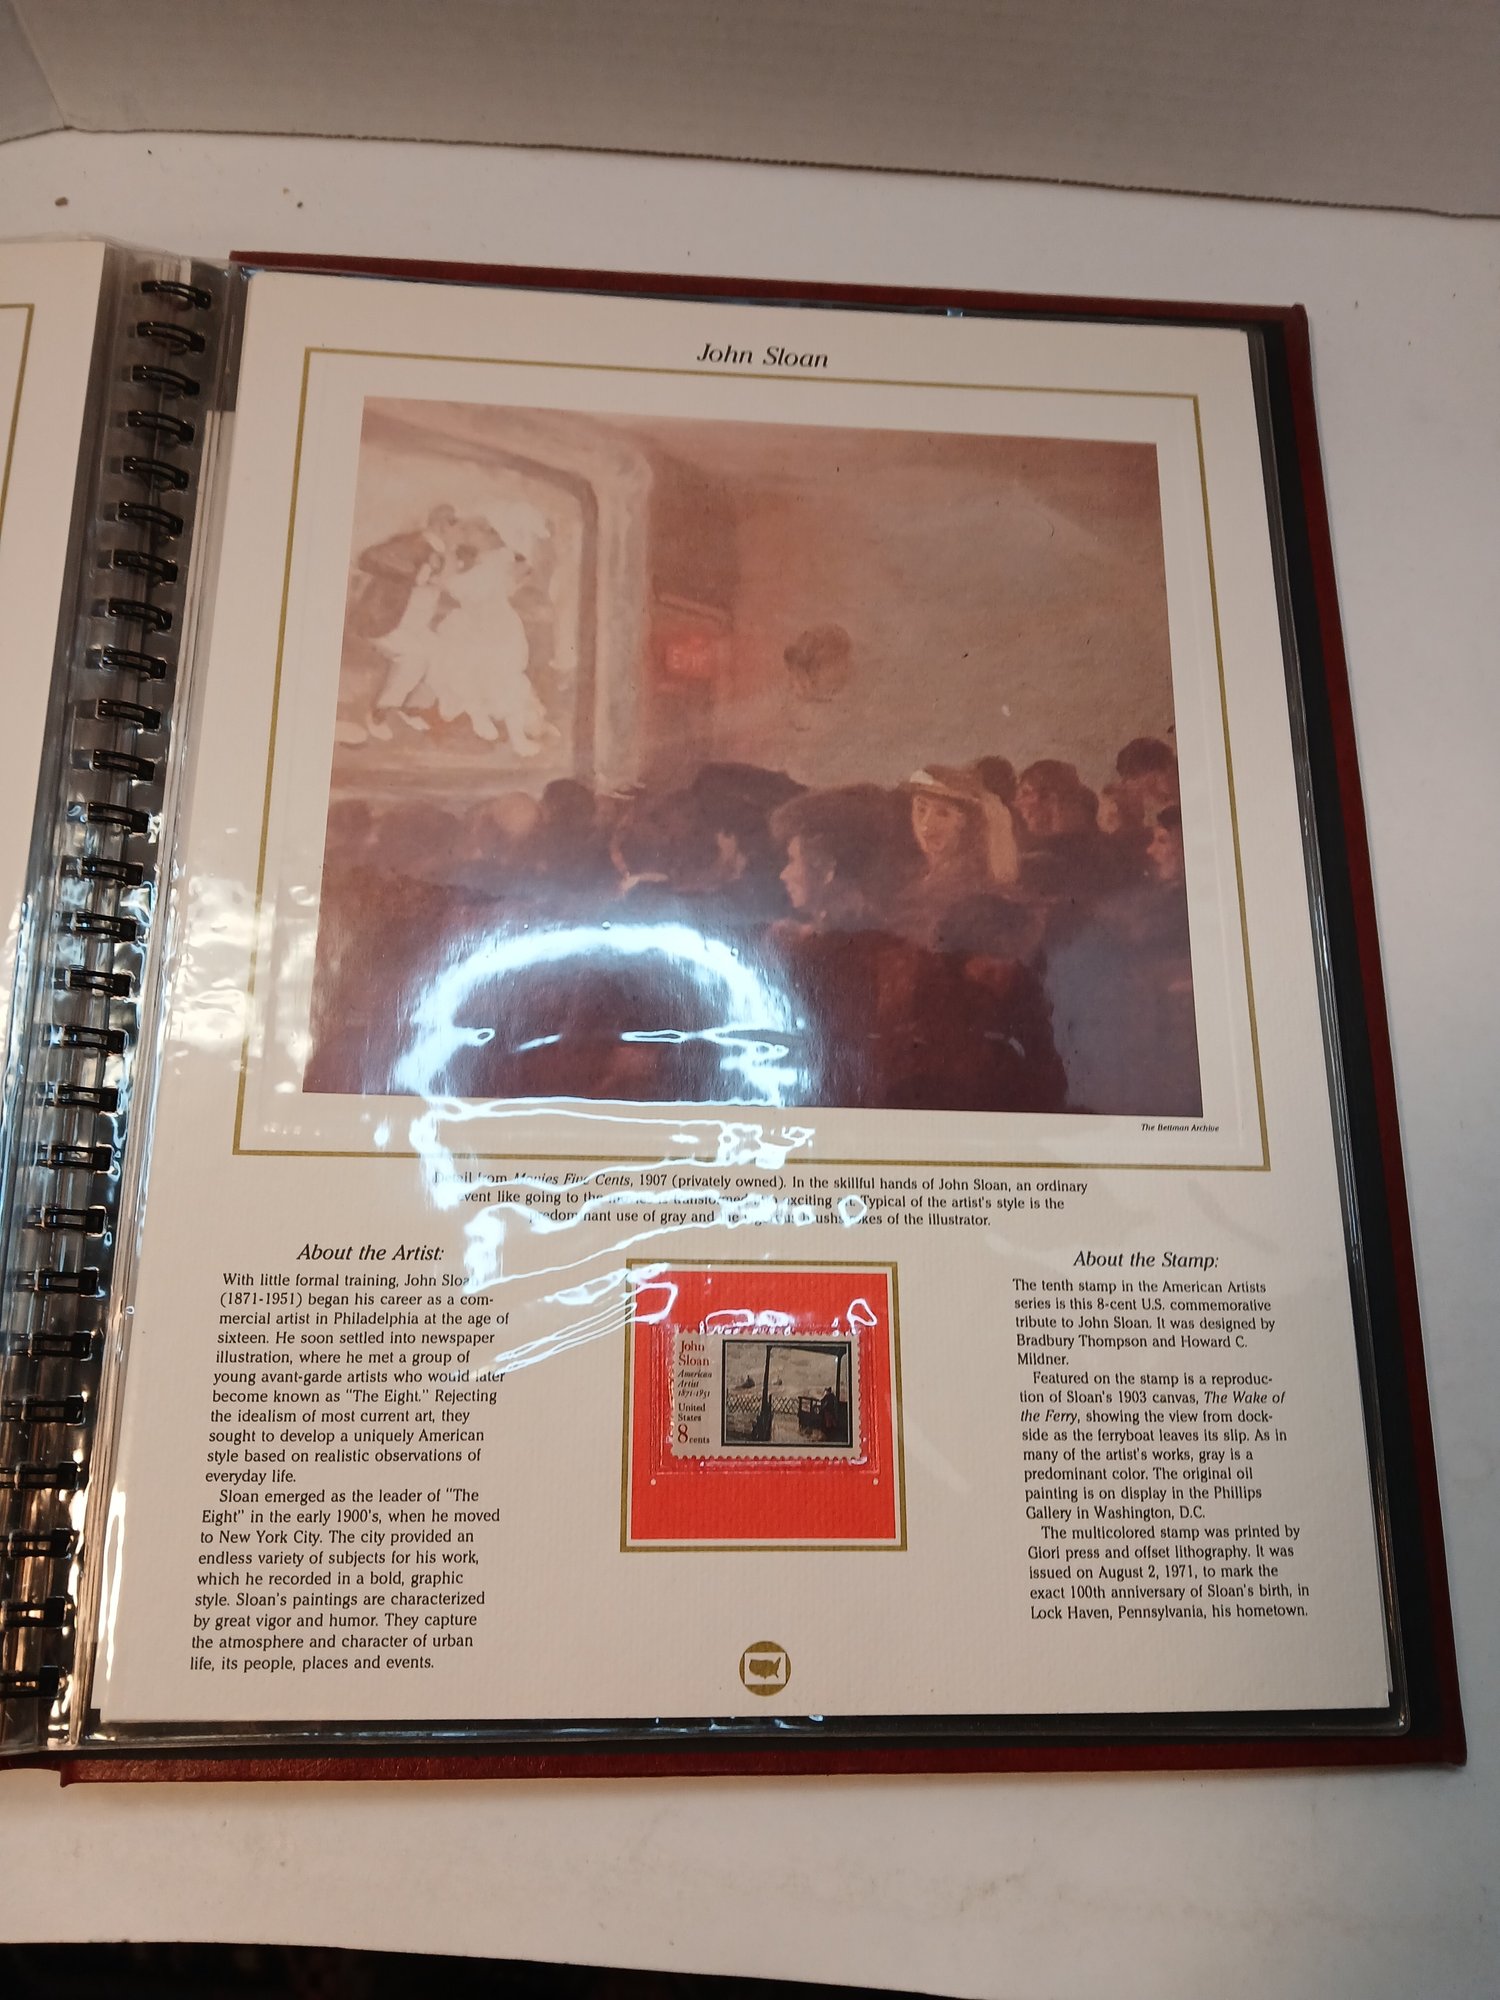 John Sloan
The Bettman Archive
Detail from Movies Five Cents, 1907 (privately owned). In the skillful hands of John Sloan, an ordinary
event like going to the exciting Typical of the artist's style is the
predominant use of gray and of the illustrator.
About the Artist:
With little formal training, John Sloan
(1871-1951) began his career as a com-
mercial artist in Philadelphia at the age of
sixteen. He soon settled into newspaper
illustration, where he met a group of
young avant-garde artists who would later
become known as "The Eight." Rejecting
the idealism of most current art, they
sought to develop a uniquely American
style based on realistic observations of
everyday life.
Sloan emerged as the leader of "The
Eight" in the early 1900's, when he moved
to New York City. The city provided an
endless variety of subjects for his work,
which he recorded in a bold, graphic
style. Sloan's paintings are characterized
by great vigor and humor. They capture
the atmosphere and character of urban
life, its people, places and events.
John
Sloan
American
Artist
1871-1951
United
States
8 cents
About the Stamp:
The tenth stamp in the American Artists
series is this 8-cent U.S. commemorative
tribute to John Sloan. It was designed by
Bradbury Thompson and Howard C.
Mildner.
Featured on the stamp is a reproduc-
tion of Sloan's 1903 canvas, The Wake of
the Ferry, showing the view from dock-
side as the ferryboat leaves its slip. As in
many of the artist's works, gray is a
predominant color. The original oil
painting is on display in the Phillips
Gallery in Washington, D.C.
The multicolored stamp was printed by
Giori press and offset lithography. It was
issued on August 2, 1971, to mark the
exact 100th anniversary of Sloan's birth, in
Lock Haven, Pennsylvania, his hometown.